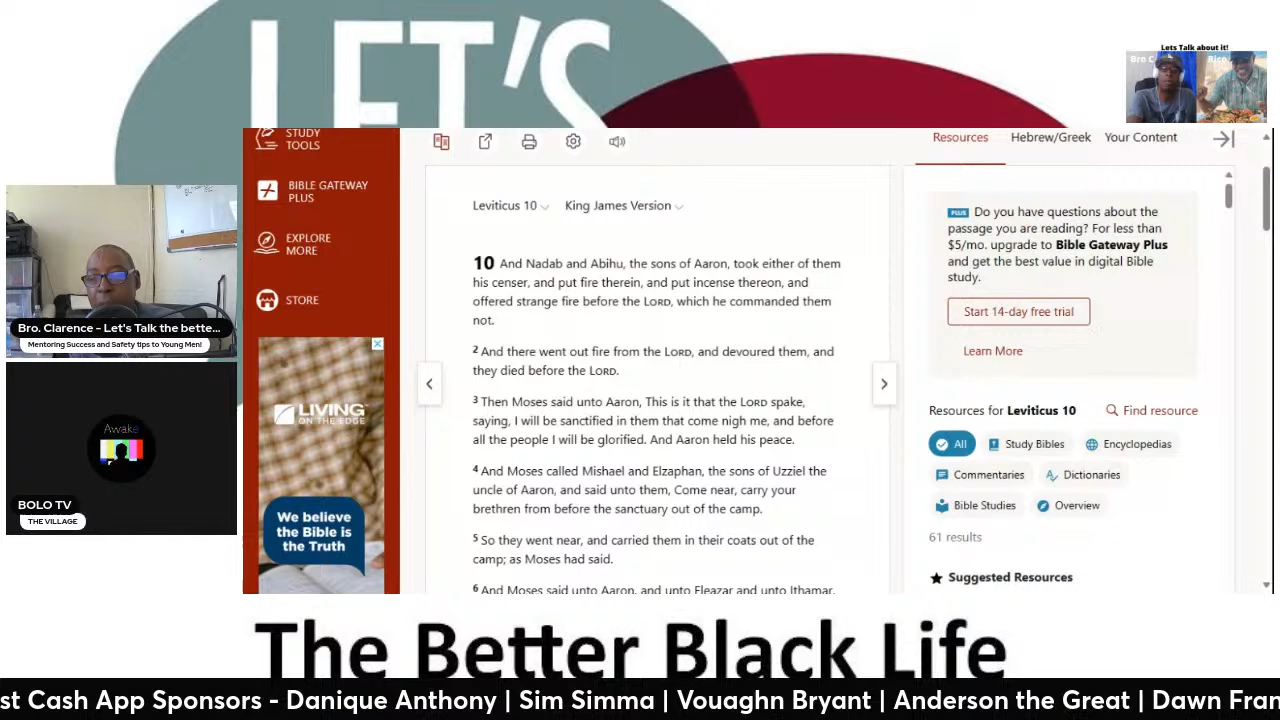 LET'S
Lets Talk about it!
Bro C
Rico
STUDY
TOOLS
BIBLE GATEWAY
PLUS
EXPLORE
MORE
STORE
LIVING
ON THE EDGE
We believe
the Bible is
the Truth
Resources Hebrew/Greek Your Content
Leviticus 10 King James Version
10 And Nadab and Abihu, the sons of Aaron, took either of them
his censer, and put fire therein, and put incense thereon, and
offered strange fire before the LORD, which he commanded them
not.
2 And there went out fire from the LORD, and devoured them, and
they died before the LORD.
3 Then Moses said unto Aaron, This is it that the LORD spake,
saying, I will be sanctified in them that come nigh me, and before
all the people I will be glorified. And Aaron held his peace.
4 And Moses called Mishael and Elzaphan, the sons of Uzziel the
uncle of Aaron, and said unto them, Come near, carry your
brethren from before the sanctuary out of the camp.
5 So they went near, and carried them in their coats out of the
camp; as Moses had said.
6 And Moses said unto Aaron, and unto Eleazar and unto Ithamar,
PLUS Do you have questions about the
passage you are reading? For less than
$5/mo. upgrade to Bible Gateway Plus
and get the best value in digital Bible
study.
Start 14-day free trial
Learn More
Resources for Leviticus 10 Find resource
All Study Bibles Encyclopedias
Commentaries Dictionaries
Bible Studies Overview
61 results
Suggested Resources
Bro. Clarence - Let's Talk the bette...
Mentoring Success and Safety tips to Young Men!
Awake
BOLO TV
THE VILLAGE
The Better Black Life
st Cash App Sponsors - Danique Anthony | Sim Simma | Vouaghn Bryant | Anderson the Great | Dawn Fran